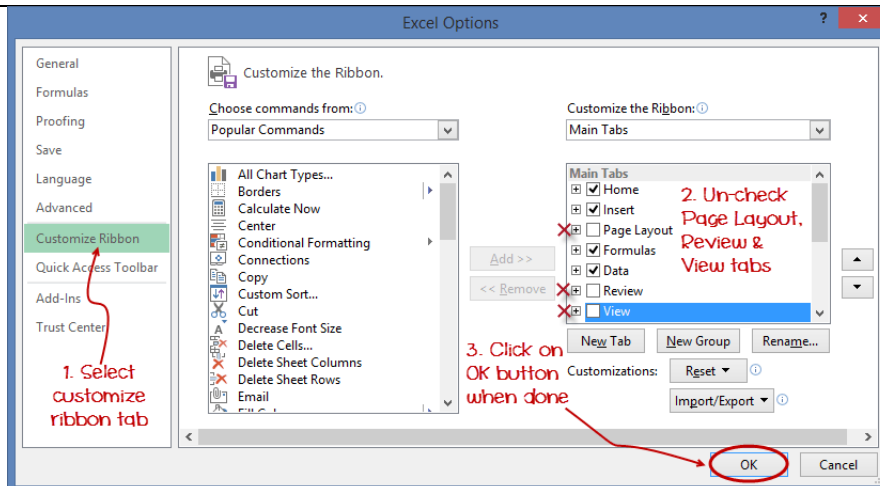 Excel Options
?
×
General
Formulas
Proofing
Save
Language
Advanced
Customize Ribbon
Quick Access Toolbar
Add-Ins
Trust Center
1. Select
customize
ribbon tab
Customize the Ribbon.
Choose commands from:
Popular Commands
All Chart Types...
Borders
Calculate Now
Center
Conditional Formatting
Connections
Copy
Custom Sort...
Cut
Decrease Font Size
Delete Cells...
Delete Sheet Columns
Delete Sheet Rows
Email
Add >>
<< Remove
3. Click on
OK button
when done
Customize the Ribbon:
Main Tabs
Main Tabs
Home
Insert
Page Layout
Formulas
Data
Review
View
2. Un-check
Page Layout,
Review &
View tabs
New Tab
New Group
Rename...
Customizations:
Reset
Import/Export
OK
Cancel